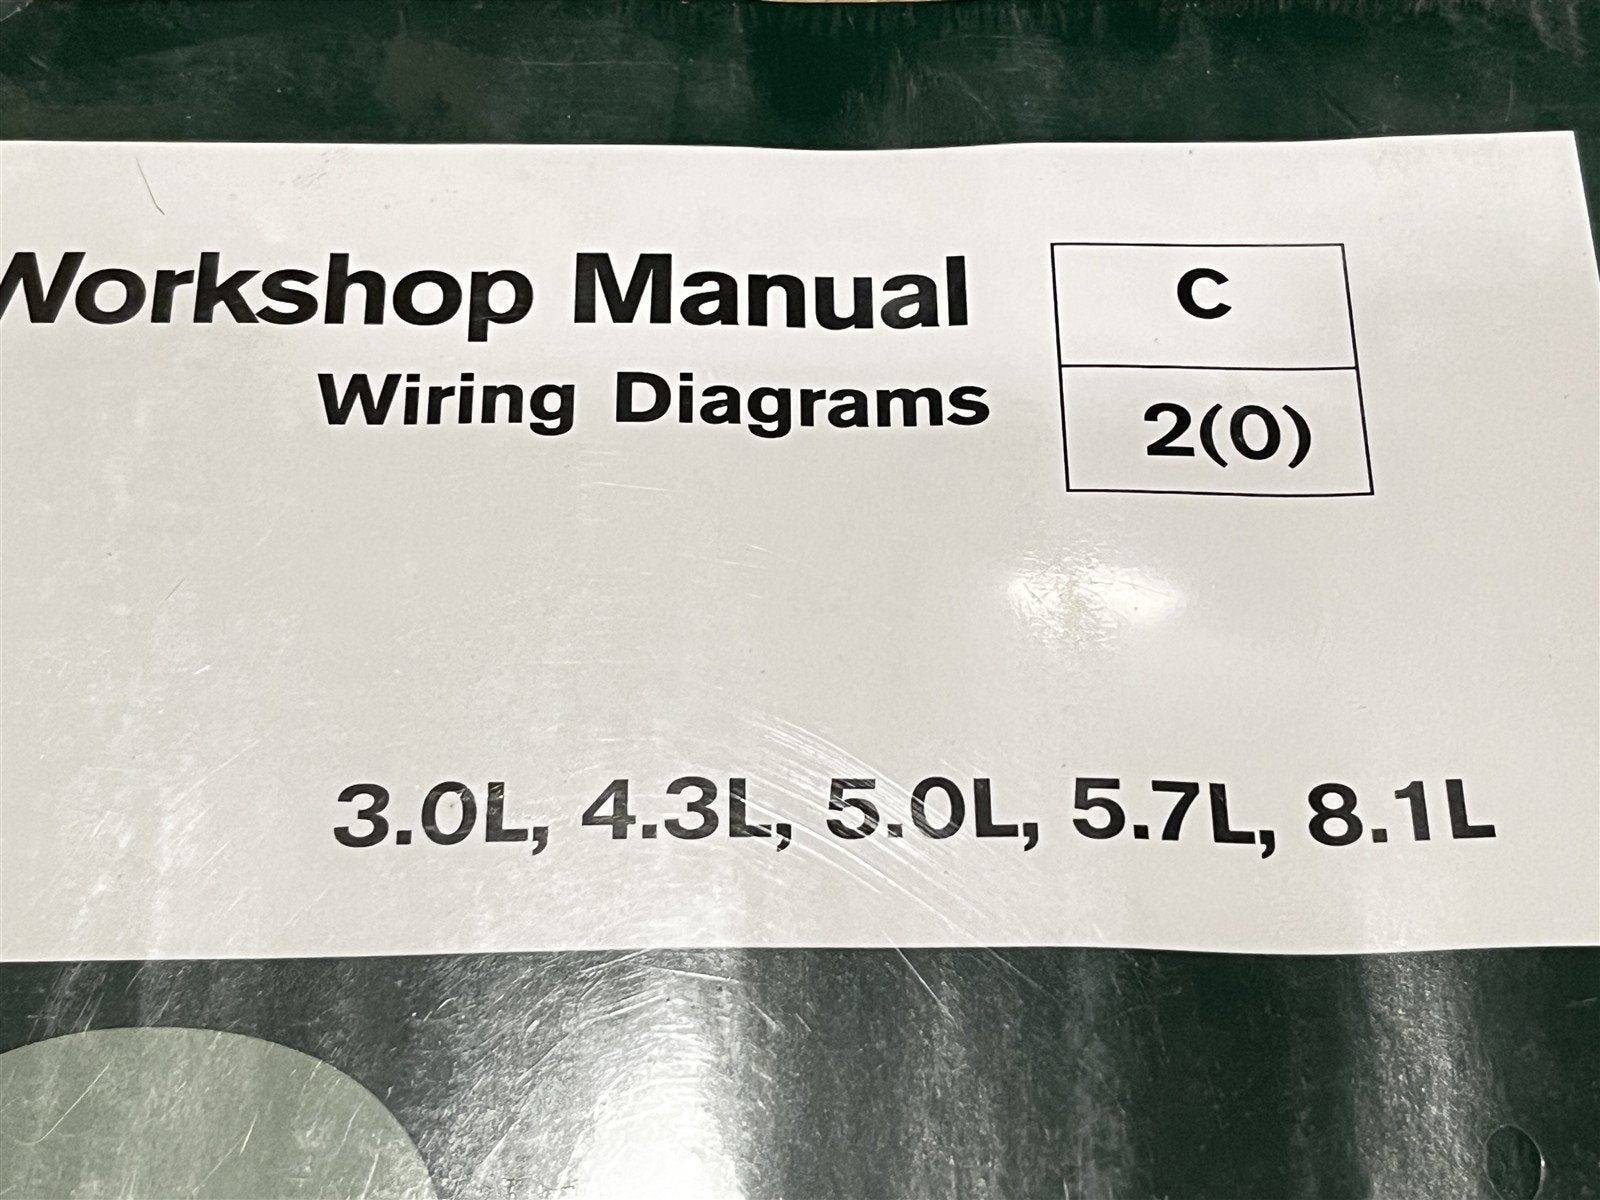 Workshop Manual
Wiring Diagrams
C
2(0)
3.0L, 4.3L, 5.0L, 5.7L, 8.1L